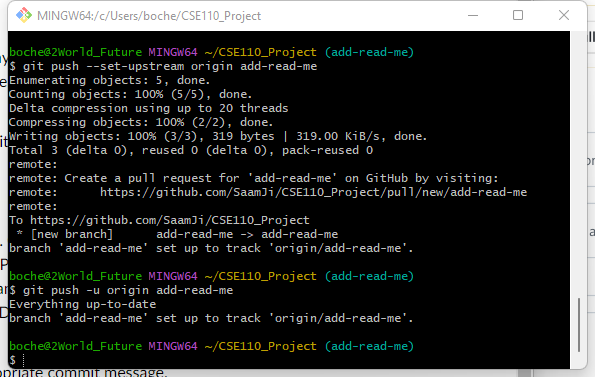 MINGW64:/c/Users/boche/CSE110_Project
boche@2World_Future MINGW64 ~/CSE110_Project (add-read-me)
$ git push --set-upstream origin add-read-me
Enumerating objects: 5, done.
Counting objects: 100% (5/5), done.
Delta compression using up to 20 threads
Compressing objects: 100% (2/2), done.
Writing objects: 100% (3/3), 319 bytes | 319.00 KiB/s, done.
Total 3 (delta 0), reused 0 (delta 0), pack-reused 0
remote:
remote: Create a pull request for 'add-read-me' on GitHub by visiting:
remote:      https://github.com/SaamJi/CSE110_Project/pull/new/add-read-me
remote:
To https://github.com/SaamJi/CSE110_Project
 * [new branch]      add-read-me -> add-read-me
branch 'add-read-me' set up to track 'origin/add-read-me'.
boche@2World_Future MINGW64 ~/CSE110_Project (add-read-me)
$ git push -u origin add-read-me
Everything up-to-date
branch 'add-read-me' set up to track 'origin/add-read-me'.
boche@2World_Future MINGW64 ~/CSE110_Project (add-read-me)
$
commit message.